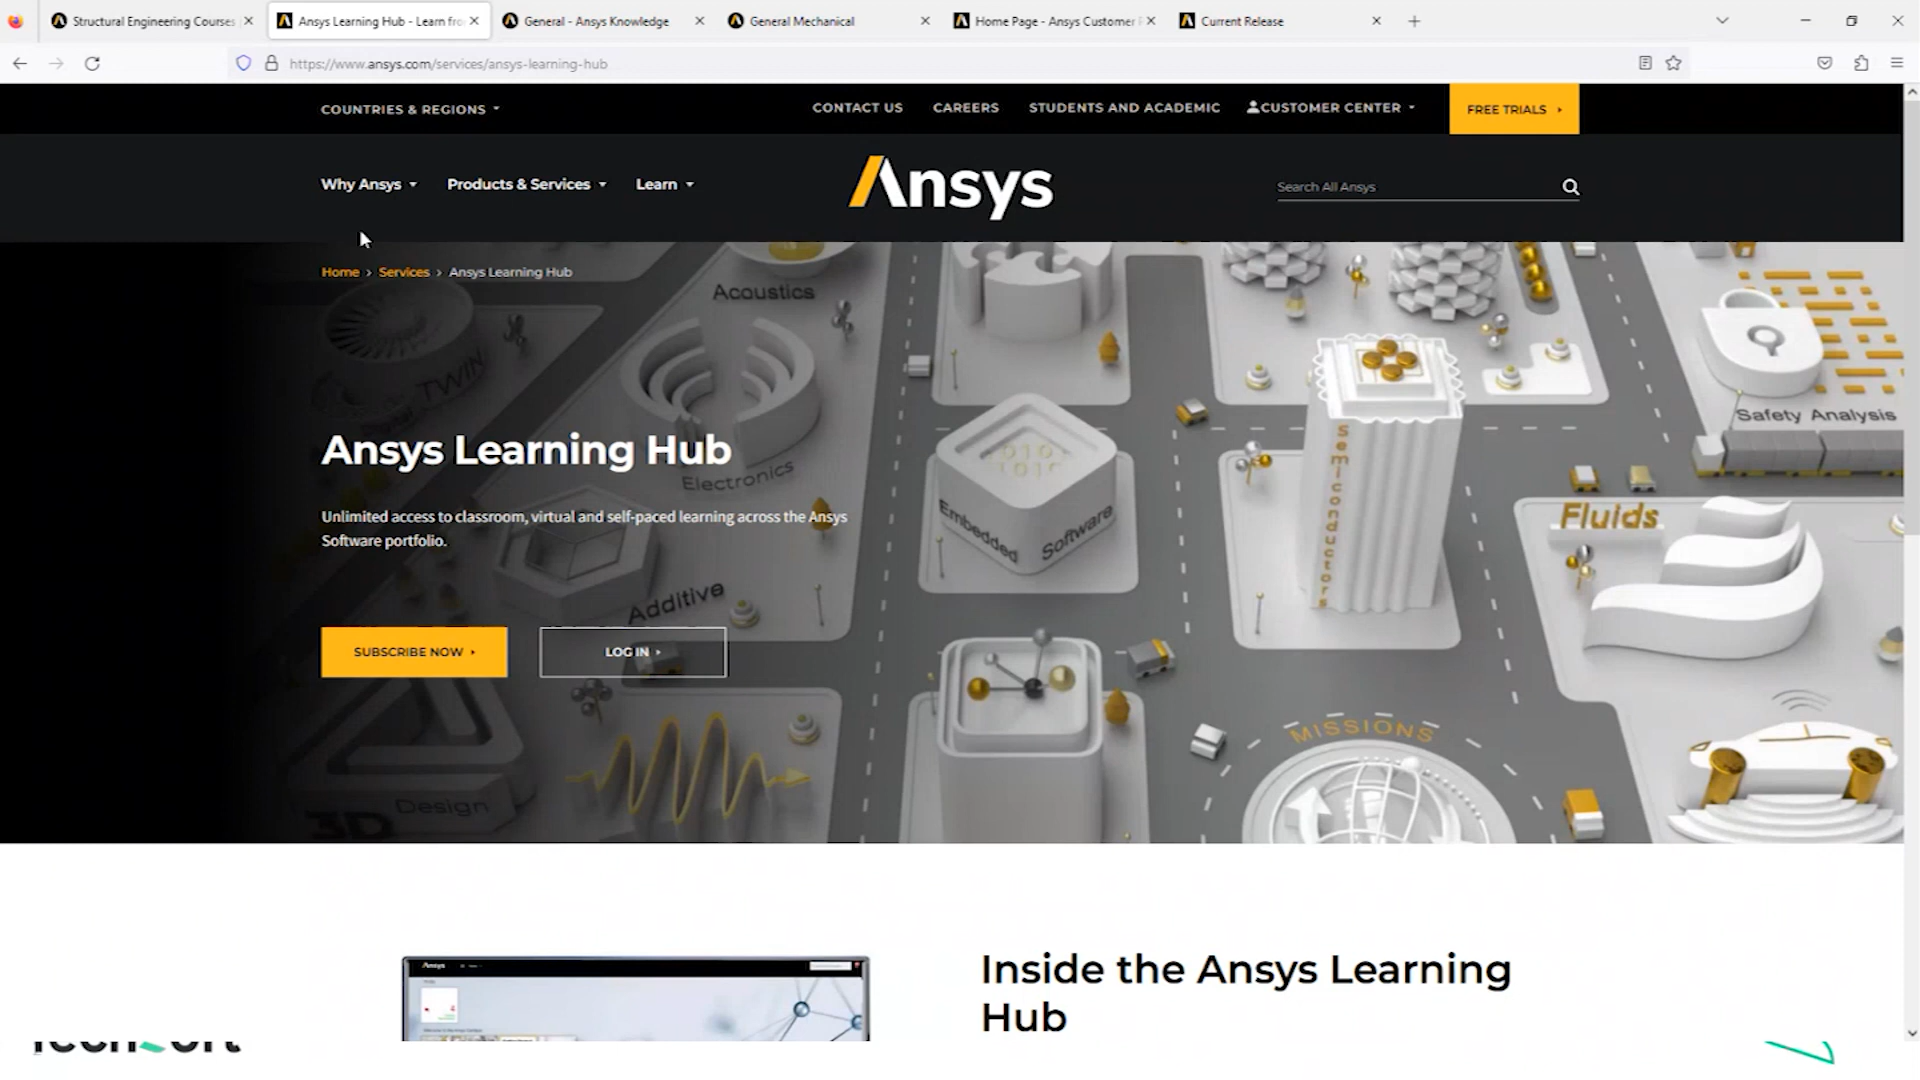 Structural Engineering Courses
Ansys Learning Hub - Learn fro
General - Ansys Knowledge
General Mechanical
Home Page - Ansys Customer
Current Release
https://www.ansys.com/services/ansys-learning-hub
COUNTRIES & REGIONS
CONTACT US
CAREERS
STUDENTS AND ACADEMIC
CUSTOMER CENTER
FREE TRIALS
Why Ansys
Products & Services
Learn
Ansys
Search All Ansys
Home › Services › Ansys Learning Hub
Acoustics
TWIN
Digital
Safety Analysis
Semiconductors
Ansys Learning Hub
Electronics
Embedded Software
Fluids
Unlimited access to classroom, virtual and self-paced learning across the Ansys
Software portfolio.
Additive
SUBSCRIBE NOW
LOG IN
MISSIONS
3D Design
Ansys
Inside the Ansys Learning
Hub